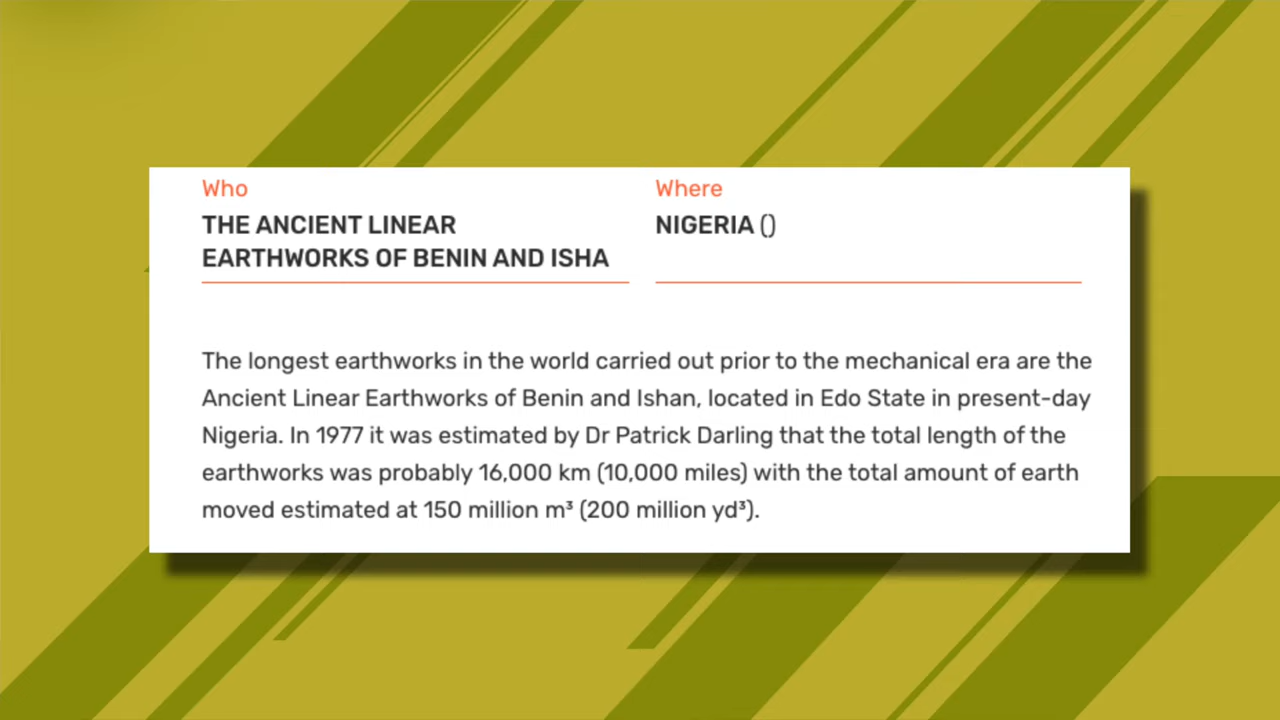 Who
THE ANCIENT LINEAR
EARTHWORKS OF BENIN AND ISHA
Where
NIGERIA ()
The longest earthworks in the world carried out prior to the mechanical era are the
Ancient Linear Earthworks of Benin and Ishan, located in Edo State in present-day
Nigeria. In 1977 it was estimated by Dr Patrick Darling that the total length of the
earthworks was probably 16,000 km (10,000 miles) with the total amount of earth
moved estimated at 150 million m³ (200 million yd³).